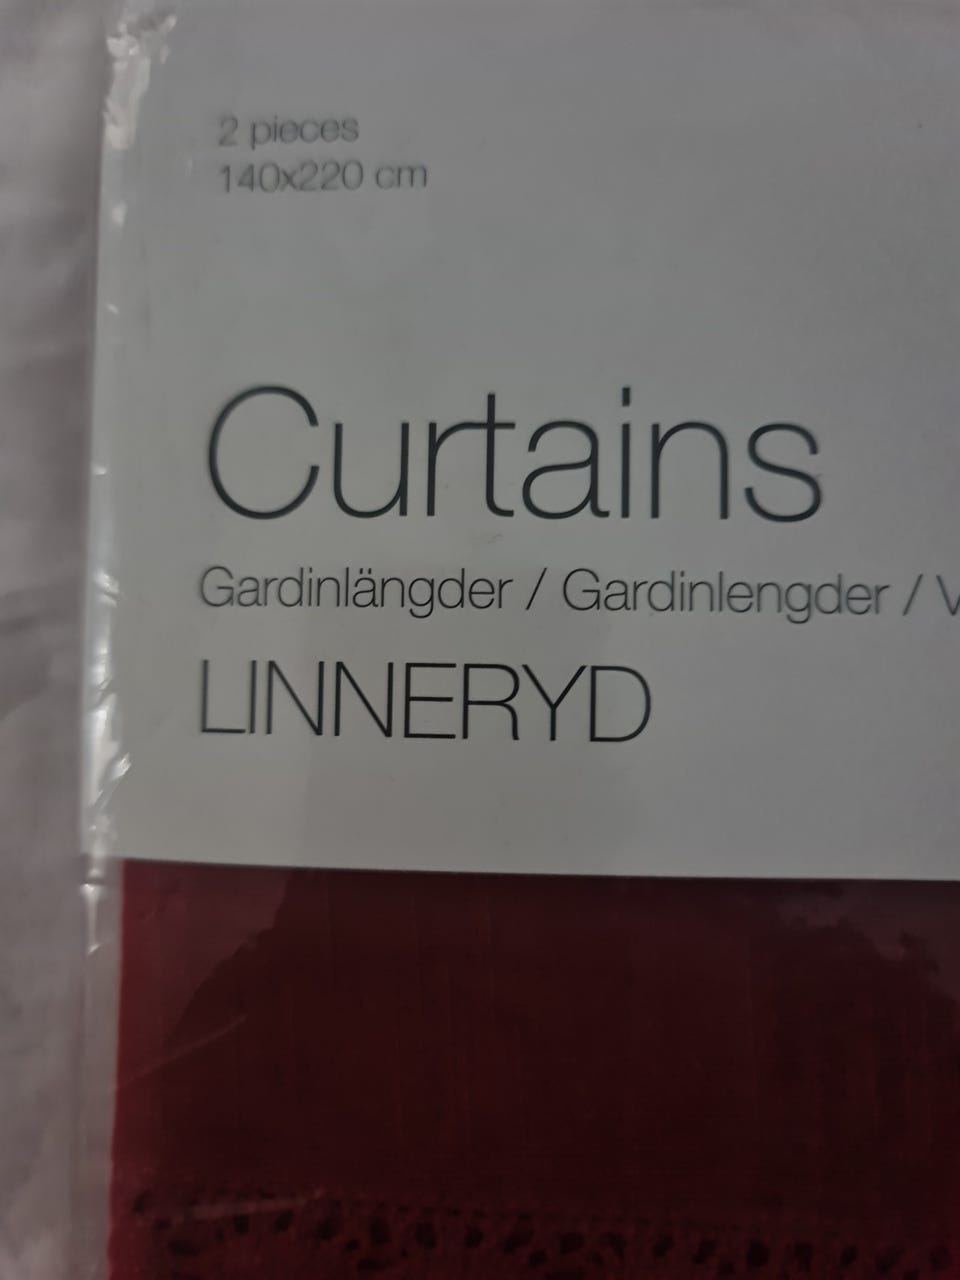 2 pieces
140x220 cm
Curtains
Gardinlängder / Gardinlengder / V
LINNERYD